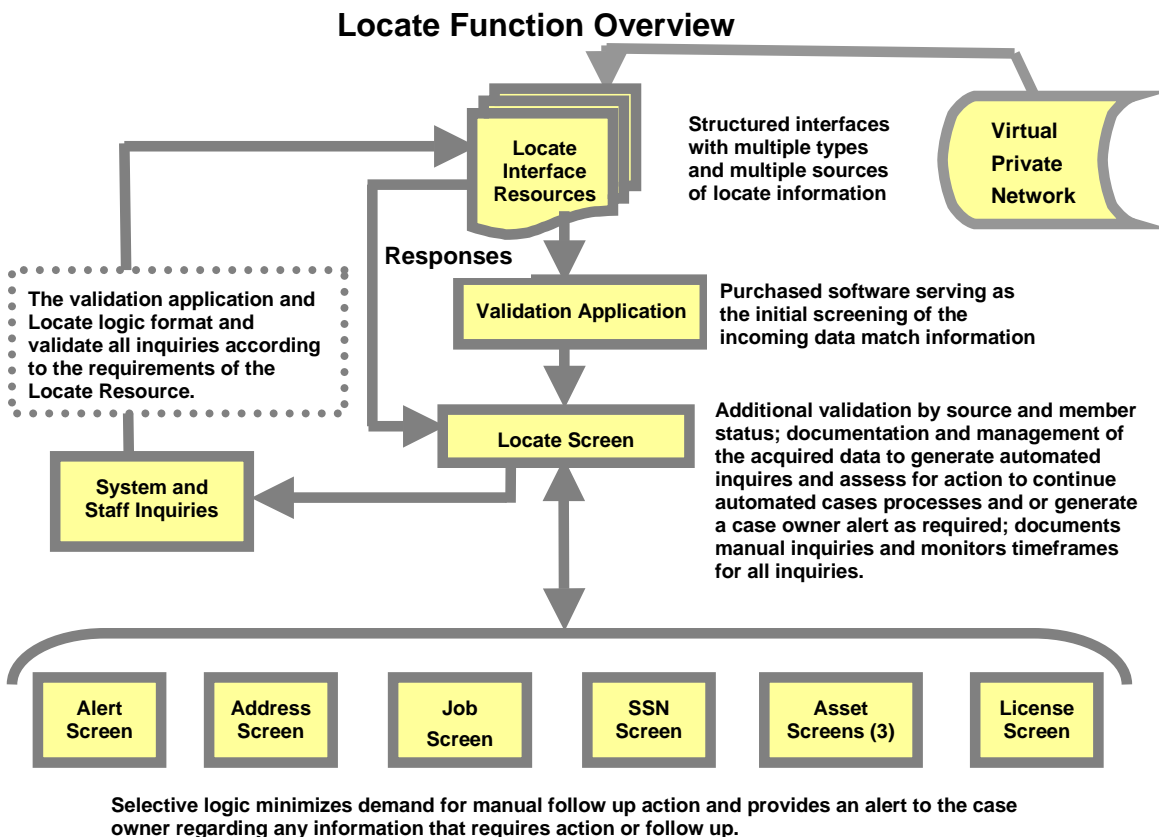 Locate Function Overview
Locate
Interface
Resources
Structured interfaces
with multiple types
and multiple sources
of locate information
Virtual
Private
Network
Responses
The validation application and
Locate logic format and
validate all inquiries according
to the requirements of the
Locate Resource.
Validation Application
Purchased software serving as
the initial screening of the
incoming data match information
Locate Screen
Additional validation by source and member
status; documentation and management of
the acquired data to generate automated
inquires and assess for action to continue
automated cases processes and or generate
a case owner alert as required; documents
manual inquiries and monitors timeframes
for all inquiries.
System and
Staff Inquiries
Alert
Screen
Address
Screen
Job
Screen
SSN
Screen
Asset
Screens (3)
License
Screen
Selective logic minimizes demand for manual follow up action and provides an alert to the case
owner regarding any information that requires action or follow up.